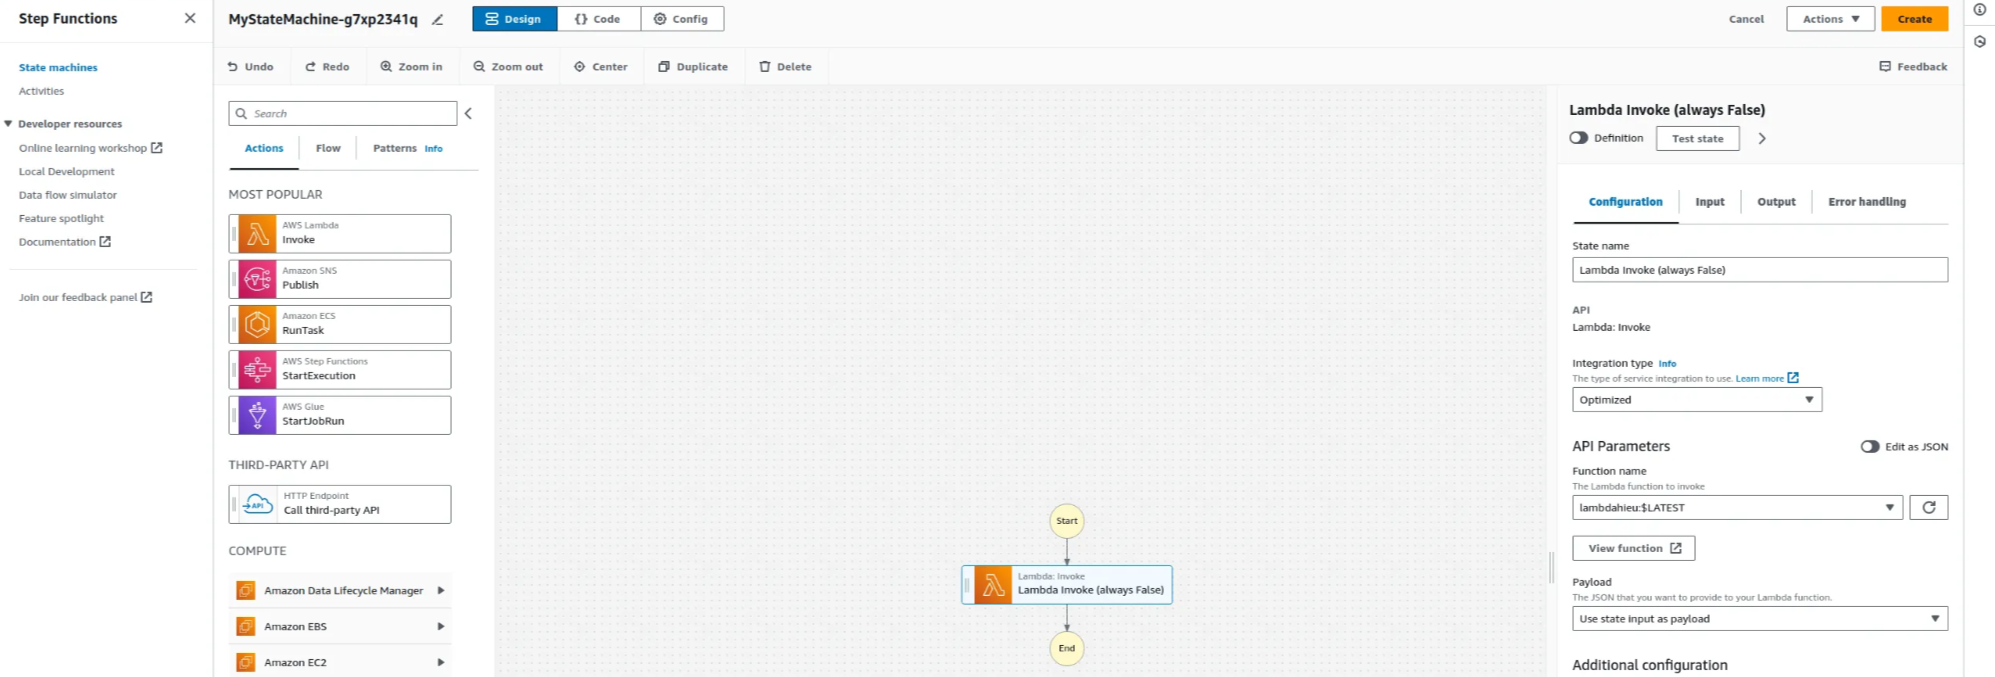 Step Functions
State machines
Activities
Developer resources
Online learning workshop
Local Development
Data flow simulator
Feature spotlight
Documentation
Join our feedback panel
MyStateMachine-g7xp2341q
Design
{} Code
Config
Cancel
Actions
Create
Undo
Redo
Zoom in
Zoom out
Center
Duplicate
Delete
Feedback
Search
Actions
Flow
Patterns Info
MOST POPULAR
AWS Lambda
Invoke
Amazon SNS
Publish
Amazon ECS
RunTask
AWS Step Functions
StartExecution
AWS Glue
StartJobRun
THIRD-PARTY API
API
HTTP Endpoint
Call third-party API
COMPUTE
Amazon Data Lifecycle Manager
Amazon EBS
Amazon EC2
Start
Lambda: Invoke
Lambda Invoke (always False)
End
Lambda Invoke (always False)
Definition
Test state
Configuration
Input
Output
Error handling
State name
Lambda Invoke (always False)
API
Lambda: Invoke
Integration type Info
The type of service integration to use. Learn more
Optimized
API Parameters
Edit as JSON
Function name
The Lambda function to invoke
lambdahieu:$LATEST
View function
Payload
The JSON that you want to provide to your Lambda function.
Use state input as payload
Additional configuration